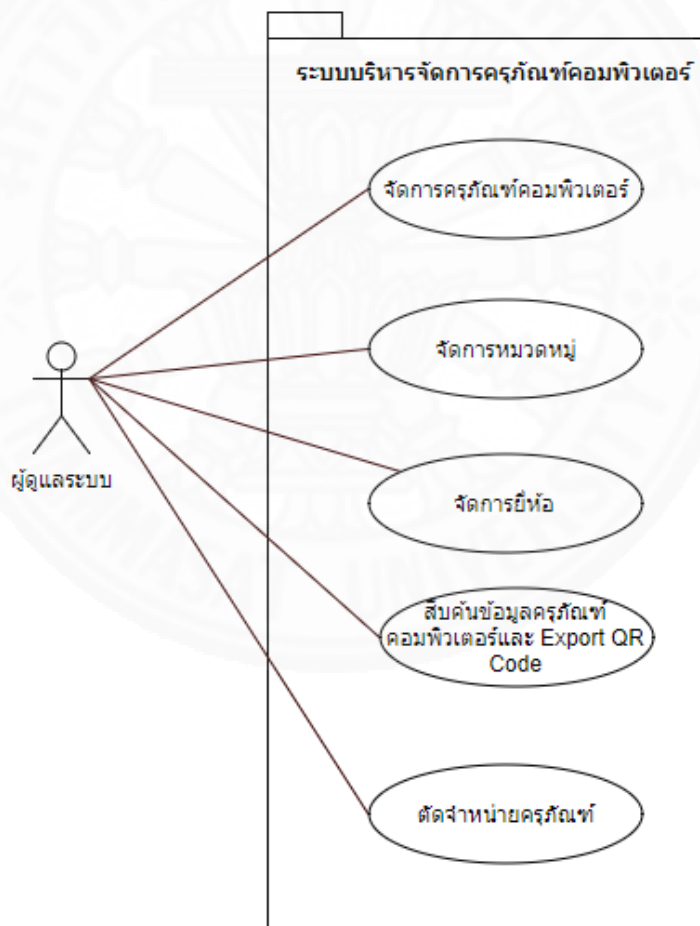 ระบบบริหารจัดการครุภัณฑ์คอมพิวเตอร์
จัดการครุภัณฑ์คอมพิวเตอร์
จัดการหมวดหมู่
ผู้ดูแลระบบ
จัดการยี่ห้อ
สืบค้นข้อมูลครุภัณฑ์
คอมพิวเตอร์และ Export QR
Code
ตัดจำหน่ายครุภัณฑ์